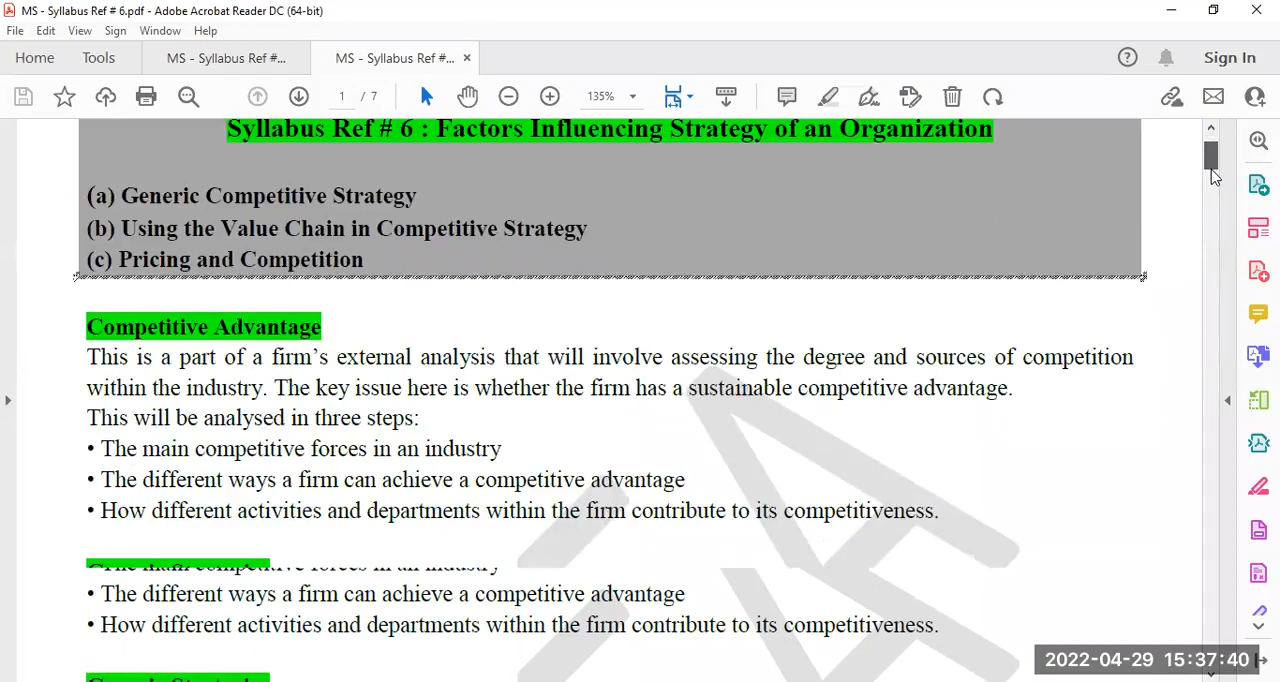 MS - Syllabus Ref # 6.pdf - Adobe Acrobat Reader DC (64-bit)
File Edit View Sign Window Help
Home Tools MS - Syllabus Ref #... MS - Syllabus Ref #... × Sign In
1 / 7 135%
Syllabus Ref # 6 : Factors Influencing Strategy of an Organization
(a) Generic Competitive Strategy
(b) Using the Value Chain in Competitive Strategy
(c) Pricing and Competition
Competitive Advantage
This is a part of a firm's external analysis that will involve assessing the degree and sources of competition
within the industry. The key issue here is whether the firm has a sustainable competitive advantage.
This will be analysed in three steps:
• The main competitive forces in an industry
• The different ways a firm can achieve a competitive advantage
• How different activities and departments within the firm contribute to its competitiveness.
• The different ways a firm can achieve a competitive advantage
• How different activities and departments within the firm contribute to its competitiveness.
2022-04-29 15:37:40